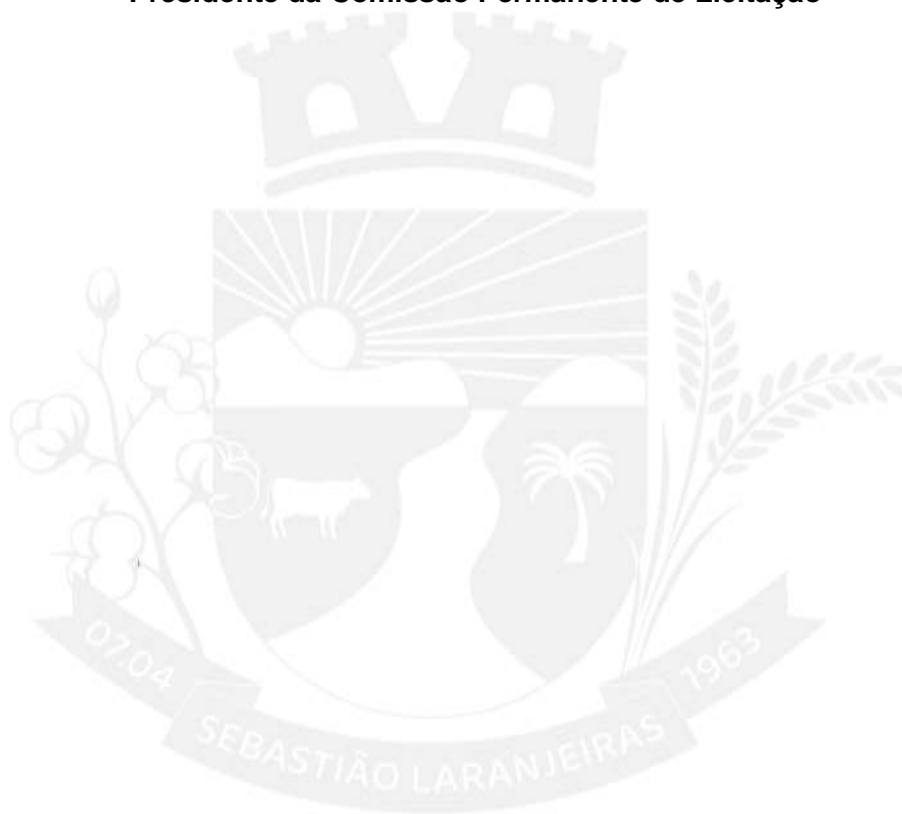 Presidente da Comissão Permanente de Licitação
07.04
1963
SEBASTIÃO LARANJEIRAS